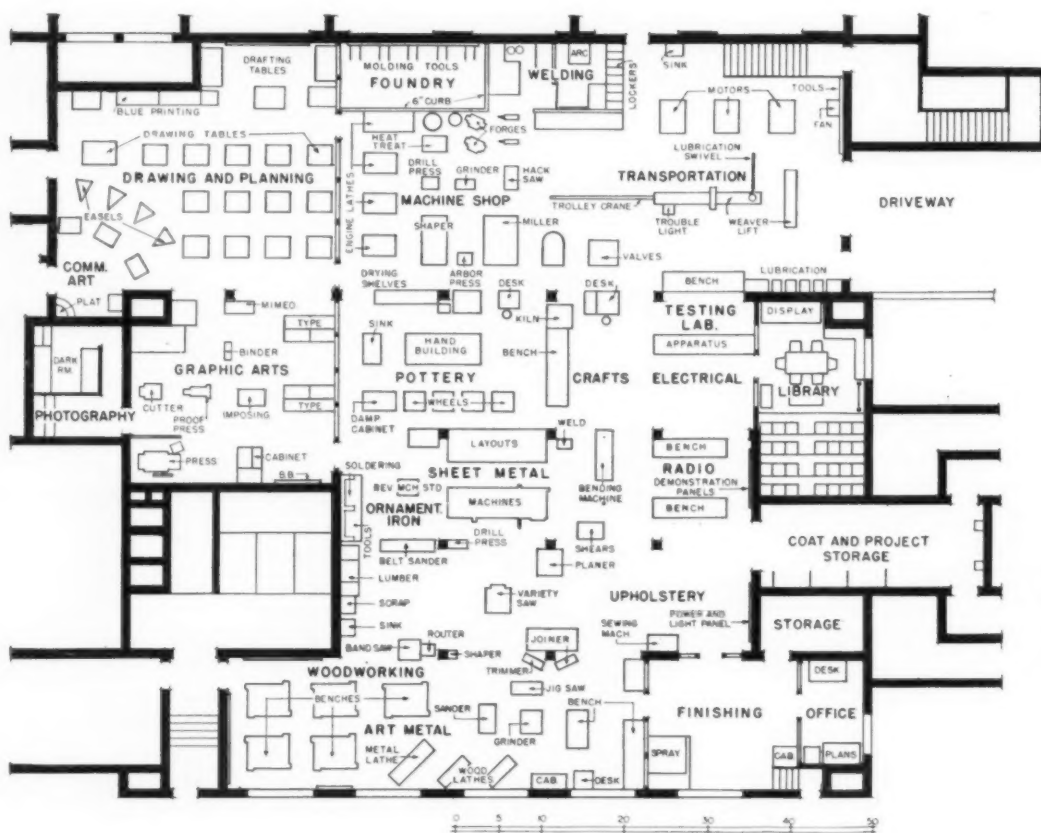 DRAFTING
TABLES
BLUE PRINTING
DRAWING TABLES
DRAWING AND PLANNING
EASELS
COMM.
ART
PLAT
MOLDING TOOLS
FOUNDRY
6" CURB
WELDING
ARC
LOCKERS
SINK
MOTORS
TOOLS
FAN
HEAT
TREAT
FORGES
DRILL
PRESS
GRINDER
HACK
SAW
ENGINE LATHES
MACHINE SHOP
SHAPER
MILLER
ARBOR
PRESS
VALVES
LUBRICATION
SWIVEL
TRANSPORTATION
TROLLEY CRANE
TROUBLE
LIGHT
WEAVER
LIFT
DRIVEWAY
BENCH
LUBRICATION
DRYING
SHELVES
DESK
DESK
MIMEO.
TYPE
BINDER
GRAPHIC ARTS
DARK
RM.
PHOTOGRAPHY
CUTTER
PROOF
PRESS
IMPOSING
TYPE
PRESS
CABINET
B.B.
SINK
HAND
BUILDING
KILN
BENCH
POTTERY
CRAFTS
WHEELS
DAMP
CABINET
TESTING
LAB.
APPARATUS
ELECTRICAL
DISPLAY
LIBRARY
LAYOUTS
WELD
SHEET METAL
BENDING
MACHINE
BENCH
RADIO
DEMONSTRATION
PANELS
BENCH
SOLDERING
BEV. MCH STD
MACHINES
ORNAMENT.
IRON
TOOLS
DRILL
PRESS
BELT SANDER
SHEARS
PLANER
COAT AND PROJECT
STORAGE
LUMBER
SCRAP
SINK
VARIETY
SAW
UPHOLSTERY
POWER AND
LIGHT PANEL
STORAGE
SEWING
MACH.
BANDSAW
ROUTER
SHAPER
JOINER
TRIMMER
JIG SAW
WOODWORKING
BENCHES
ART METAL
METAL
LATHE
SANDER
GRINDER
BENCH
WOOD
LATHES
CAB.
DESK
FINISHING
SPRAY
CAB.
DESK
OFFICE
PLANS
0 5 10 20 30 40 50